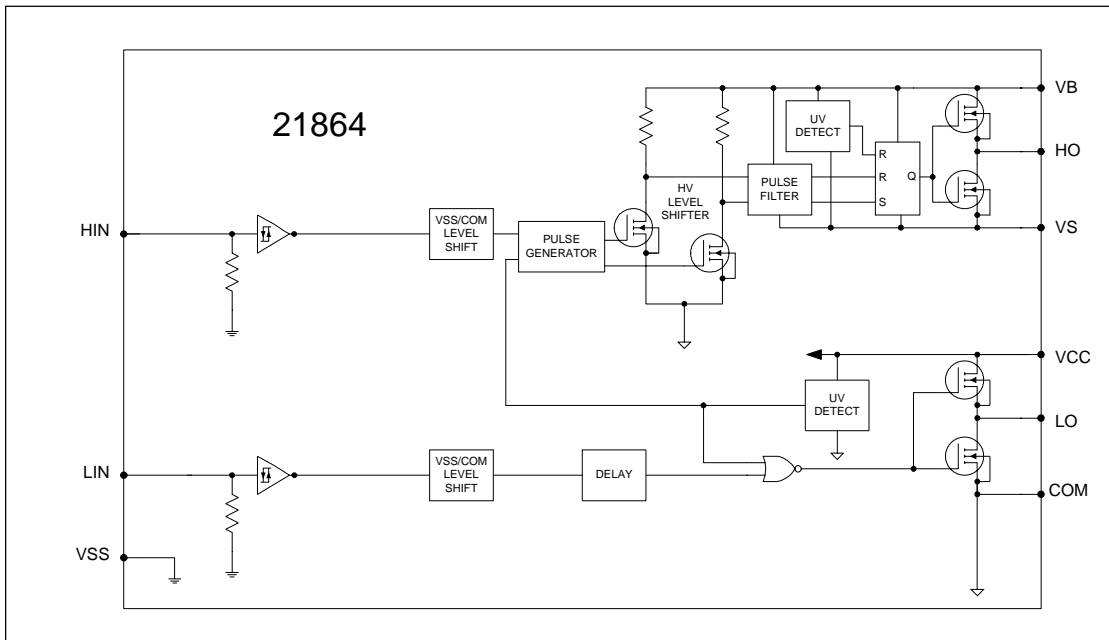 21864
VB
UV
DETECT
HO
R
R
Q
S
PULSE
FILTER
HV
LEVEL
SHIFTER
VS
HIN
VSS/COM
LEVEL
SHIFT
PULSE
GENERATOR
VCC
UV
DETECT
LO
LIN
VSS/COM
LEVEL
SHIFT
DELAY
COM
VSS